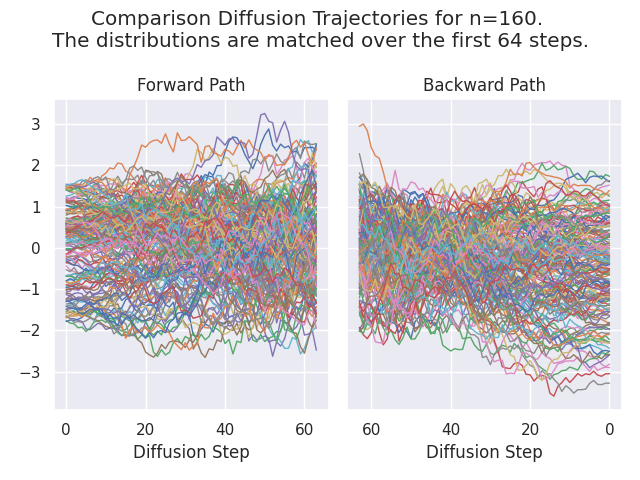 Comparison Diffusion Trajectories for n=160.
The distributions are matched over the first 64 steps.
Forward Path
Backward Path
3
2
1
0
−1
−2
−3
0 20 40 60
60 40 20 0
Diffusion Step
Diffusion Step